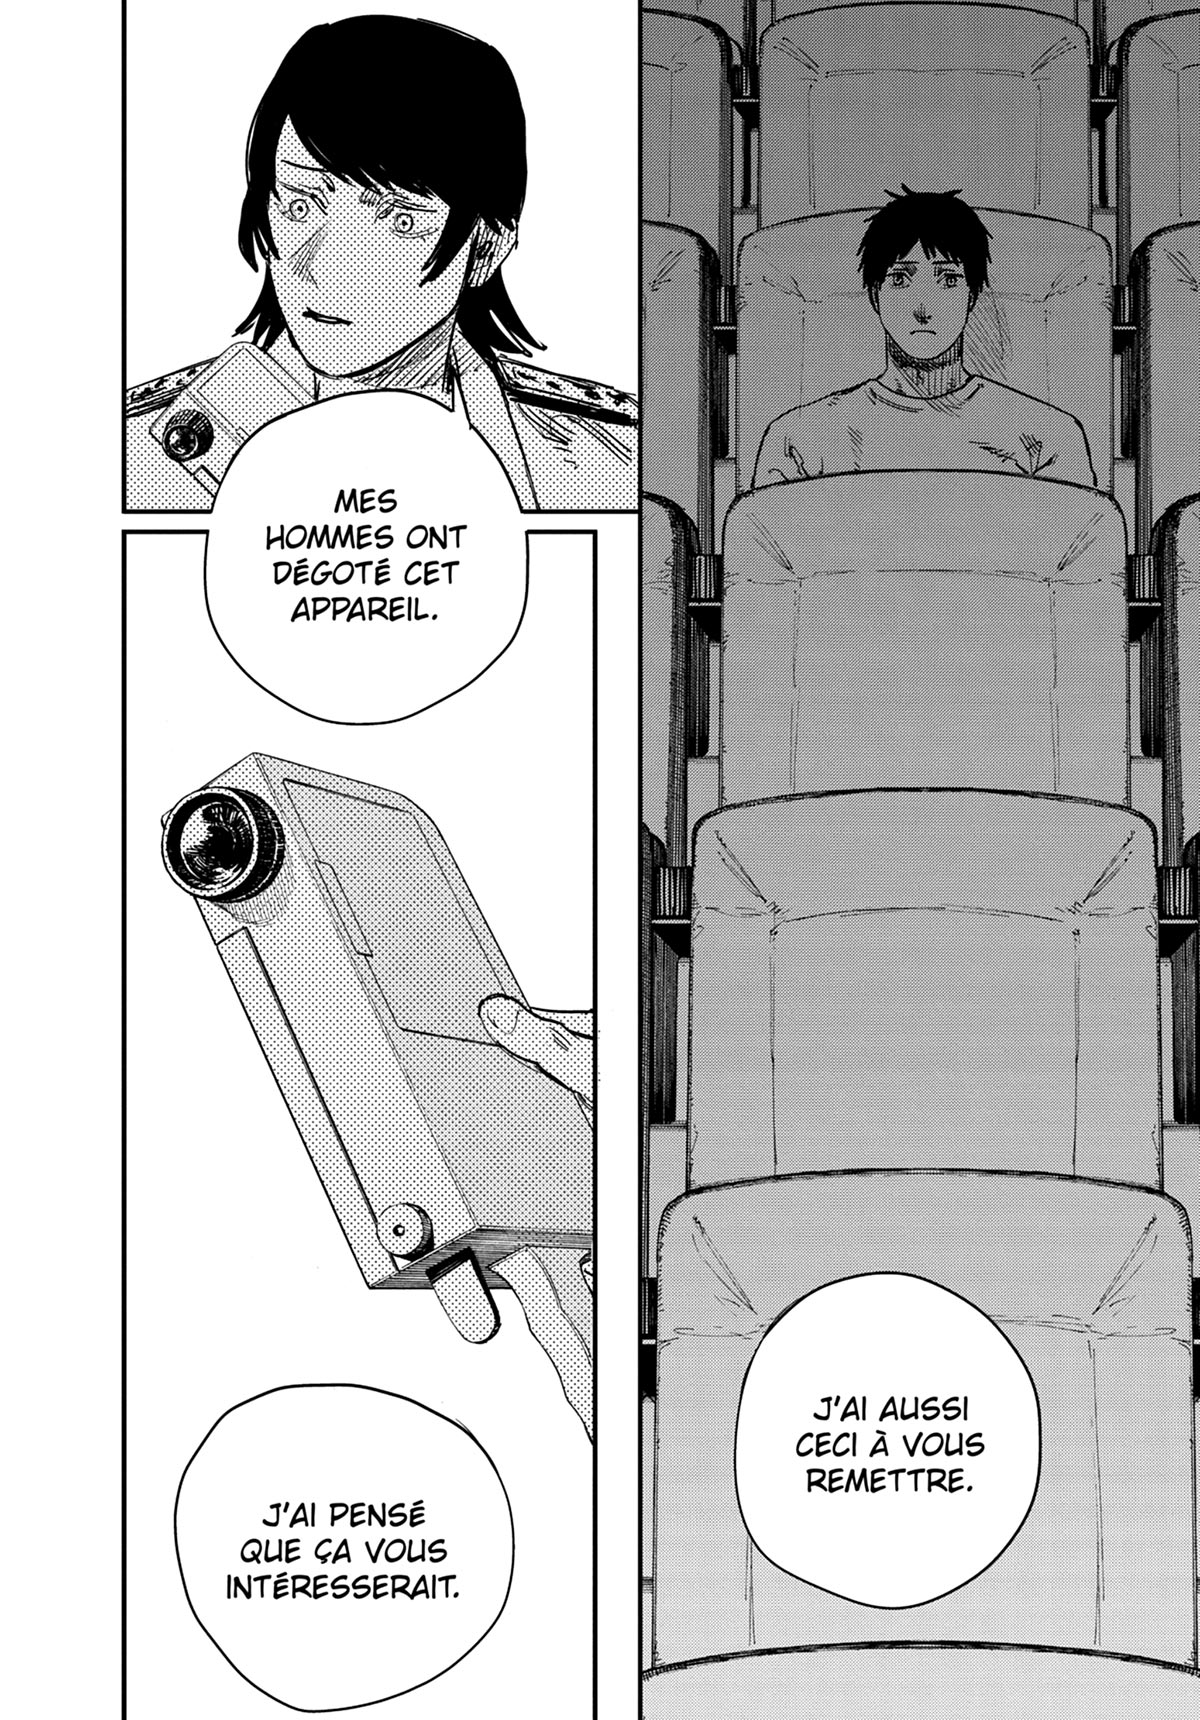 J'AI AUSSI
CECI À VOUS
REMETTRE.
MES
HOMMES ONT
DÉGOTÉ CET
APPAREIL.
J'AI PENSÉ
QUE ÇA VOUS
INTÉRESSERAIT.